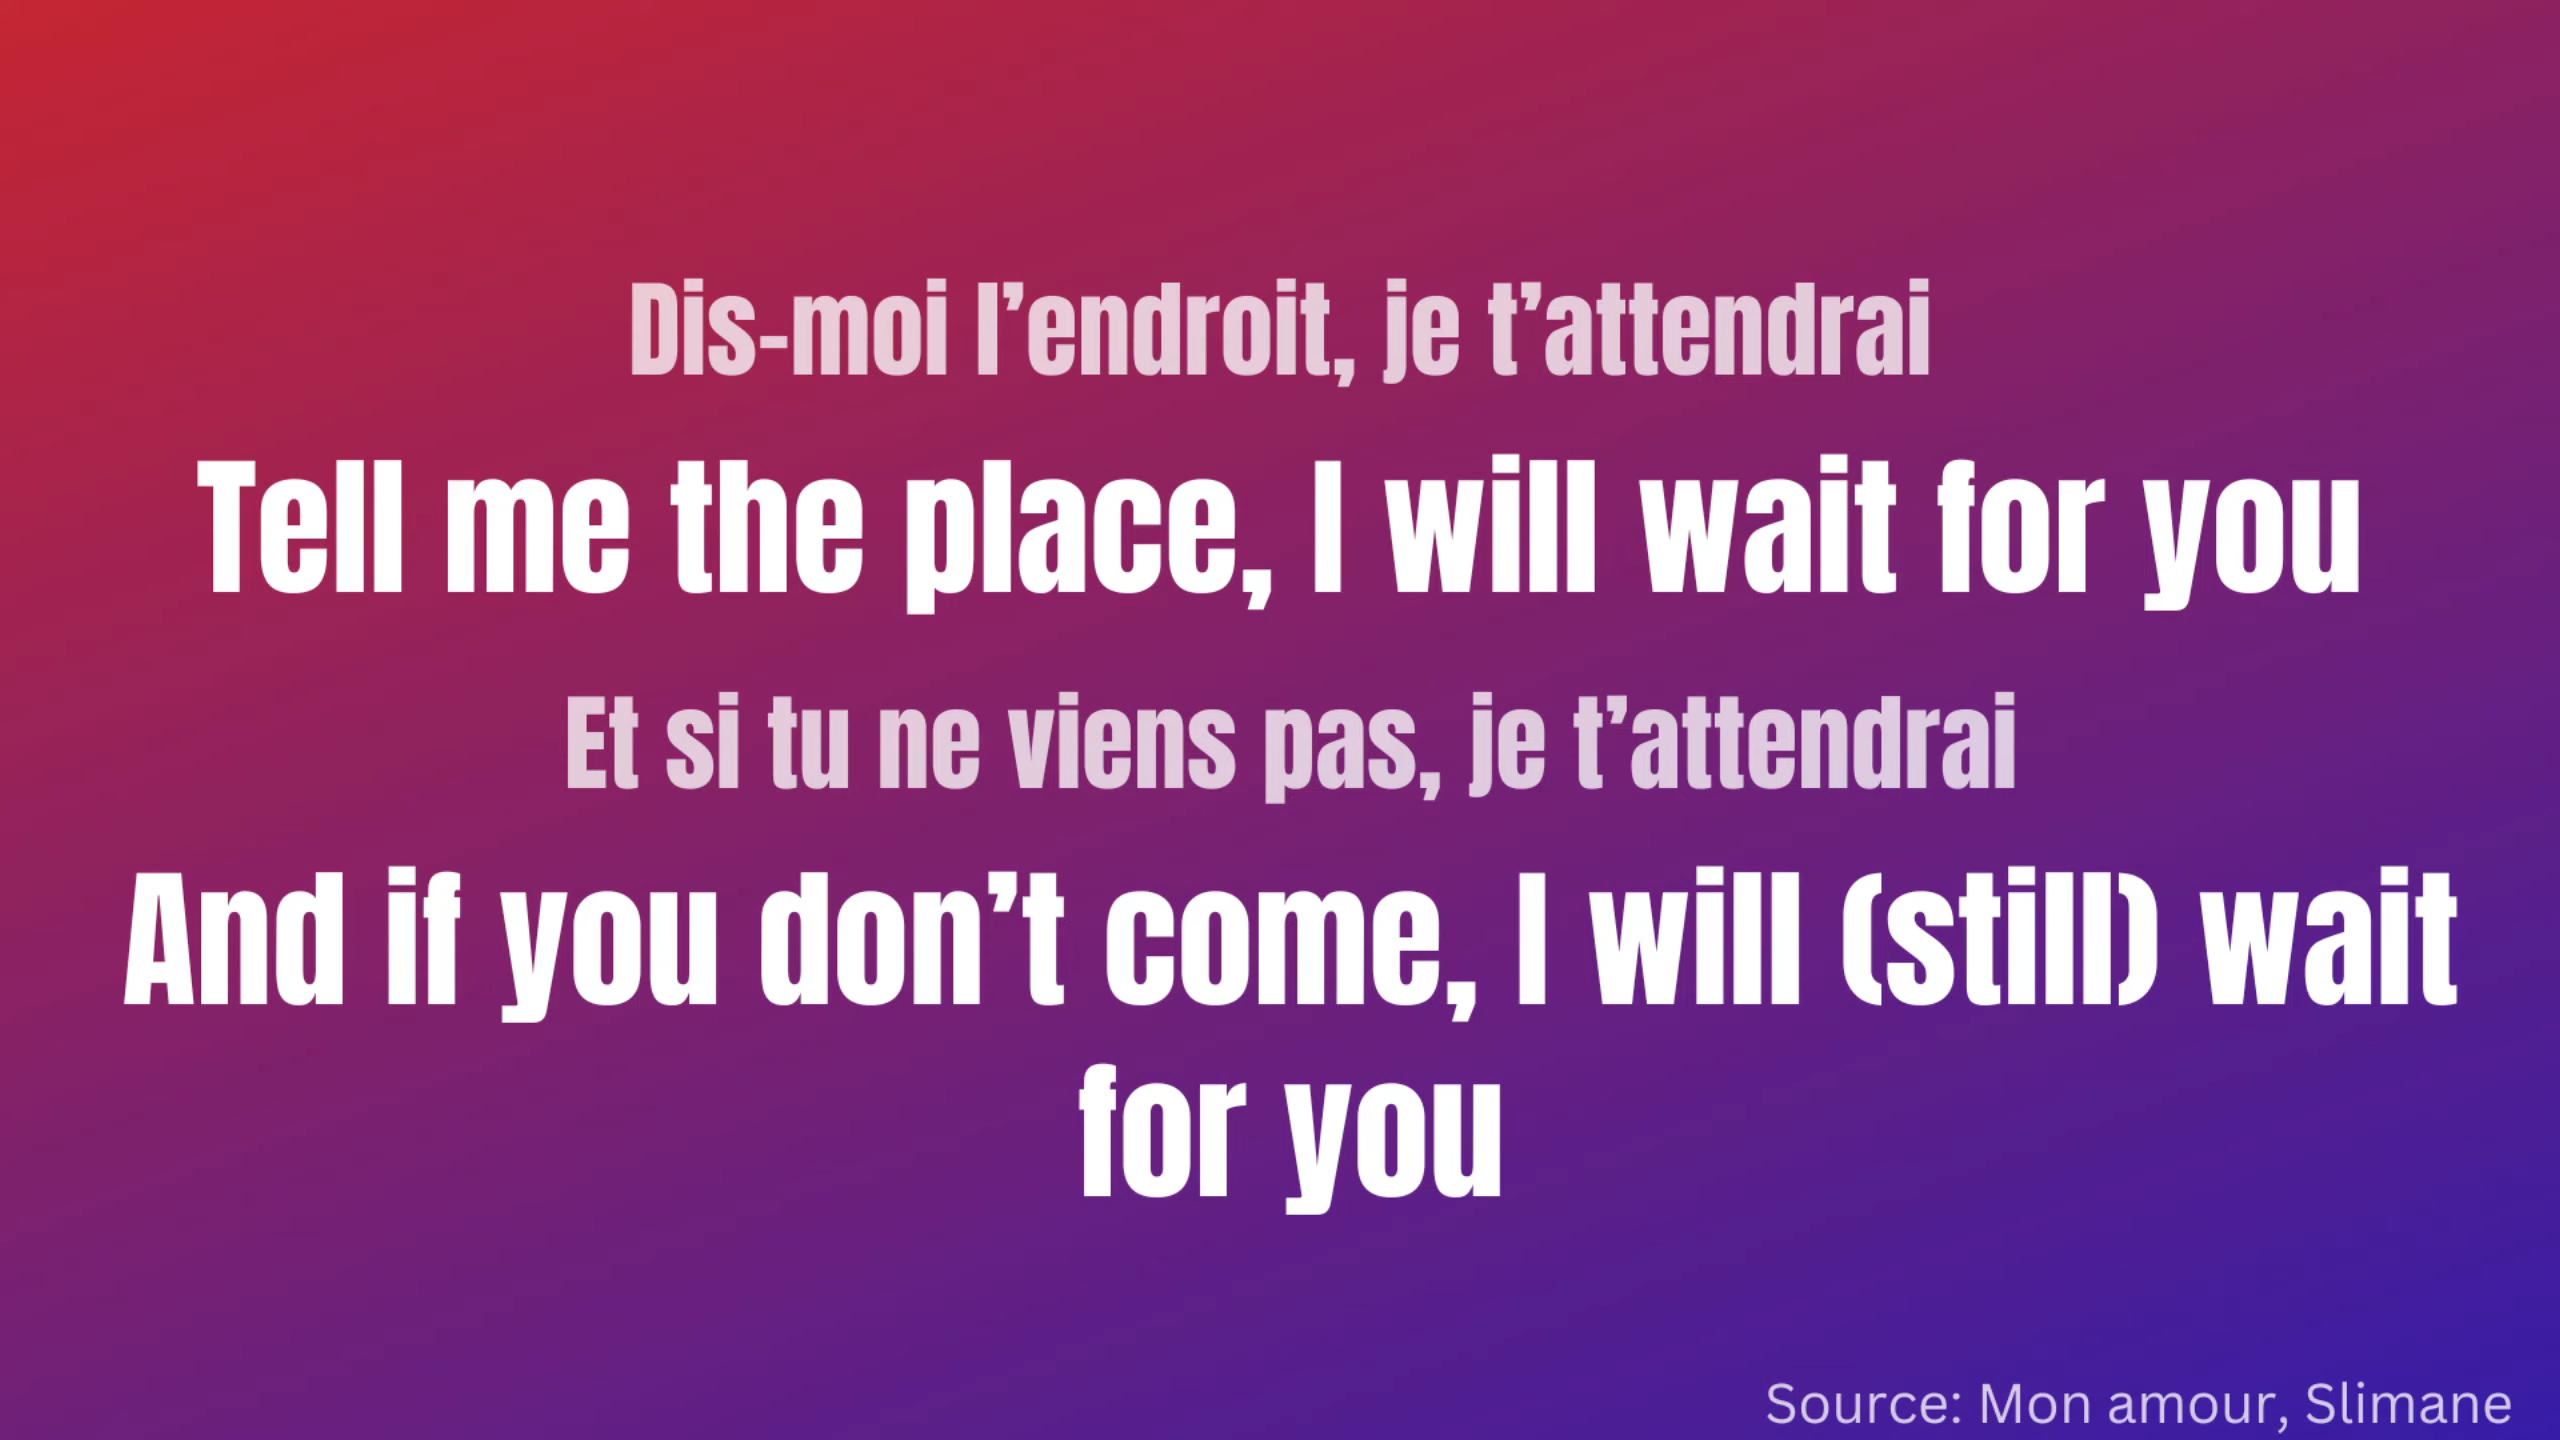 Dis-moi l’endroit, je t’attendrai
Tell me the place, I will wait for you
Et si tu ne viens pas, je t’attendrai
And if you don’t come, I will (still) wait
for you
Source: Mon amour, Slimane